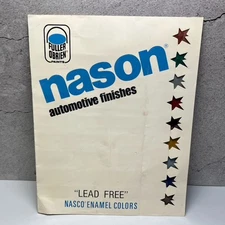 FULLER
O'BRIEN
nason®
automotive finishes
"LEAD FREE"
NASCO ENAMEL COLORS